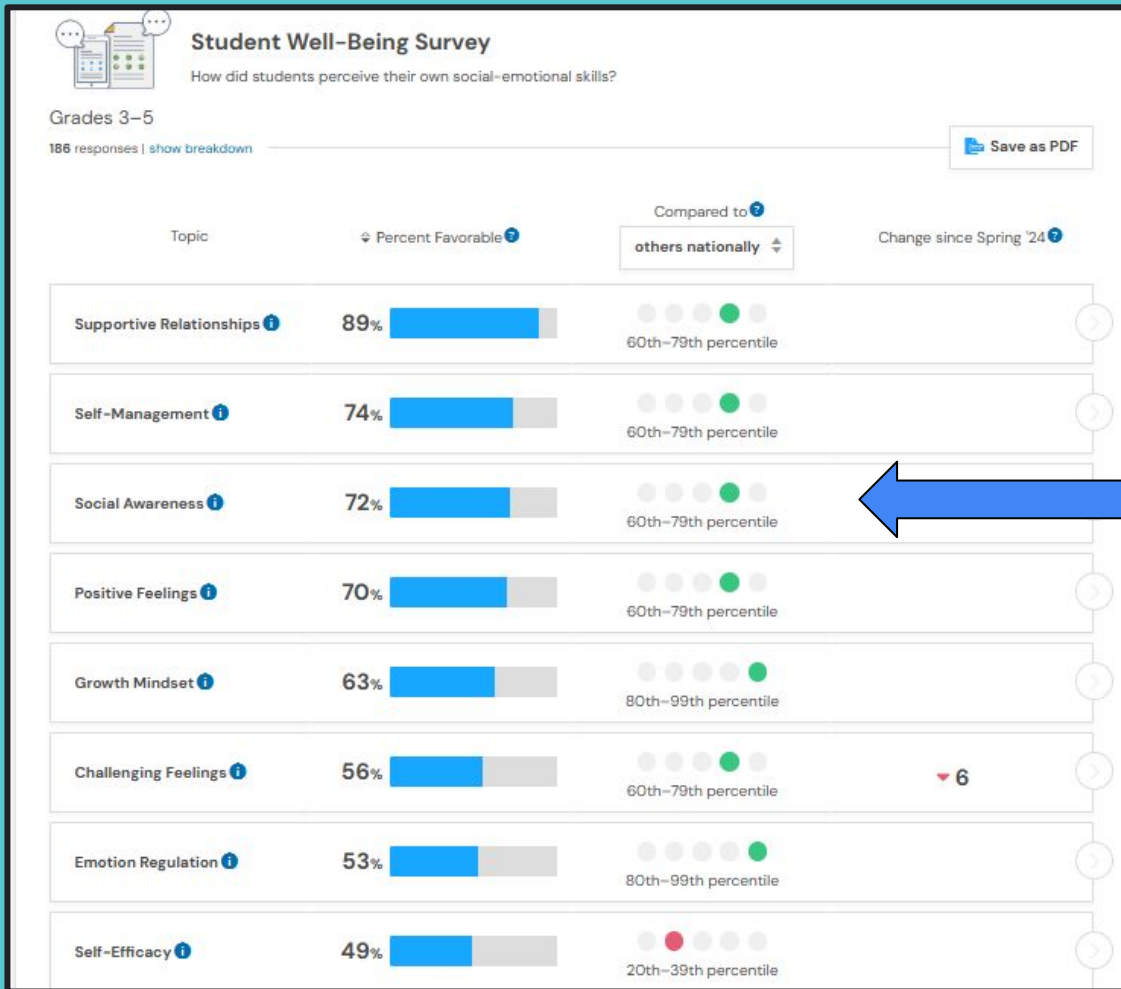 Student Well-Being Survey
How did students perceive their own social-emotional skills?
Grades 3–5
186 responses | show breakdown
Save as PDF
Topic
Percent Favorable ?
Compared to ?
others nationally
Change since Spring '24 ?
Supportive Relationships i
89%
60th–79th percentile
Self-Management i
74%
60th–79th percentile
Social Awareness i
72%
60th–79th percentile
Positive Feelings i
70%
60th–79th percentile
Growth Mindset i
63%
80th–99th percentile
Challenging Feelings i
56%
60th–79th percentile
6
Emotion Regulation i
53%
80th–99th percentile
Self-Efficacy i
49%
20th–39th percentile